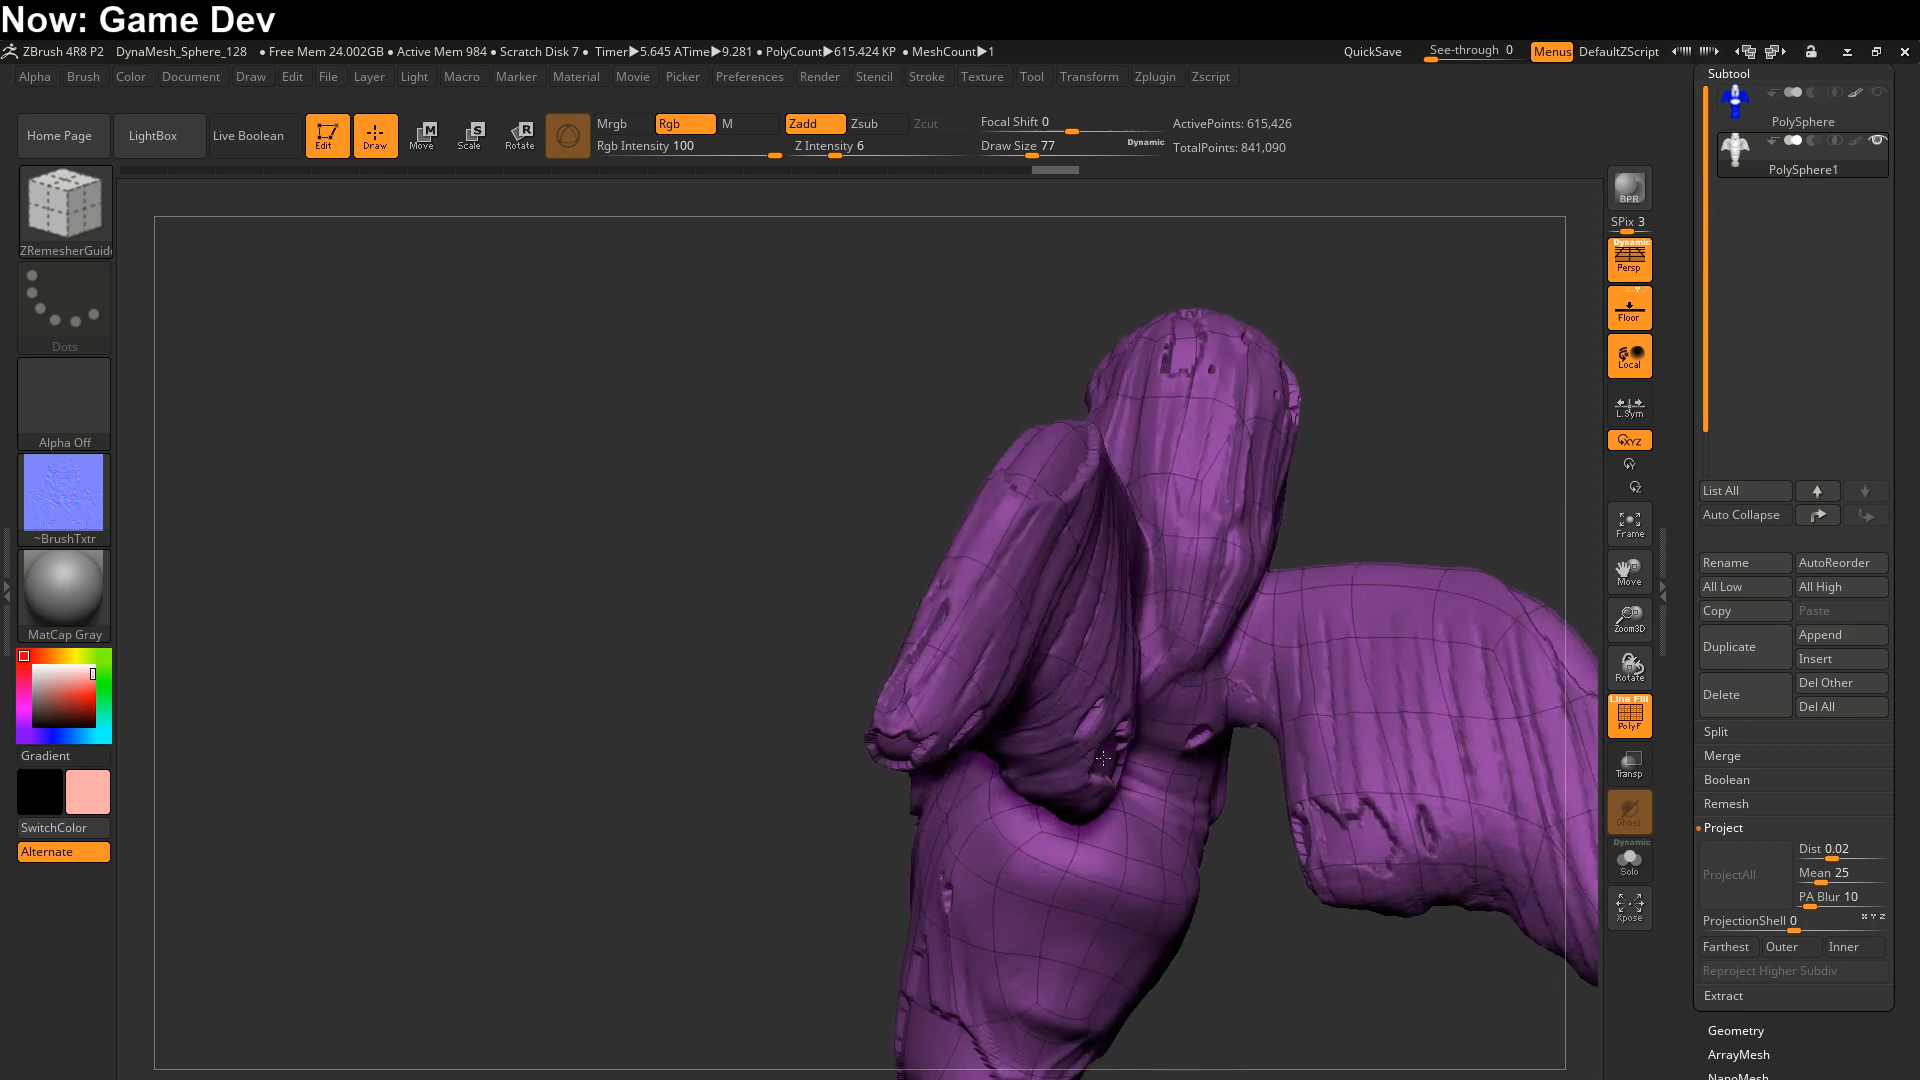 Now: Game Dev
ZBrush 4R8 P2 DynaMesh_Sphere_128 ● Free Mem 24.002GB ● Active Mem 984 ● Scratch Disk 7 ● Timer▶5.645 ATime▶9.281 ● PolyCount▶615.424 KP ● MeshCount▶1 QuickSave See-through 0 Menus DefaultZScript
Alpha Brush Color Document Draw Edit File Layer Light Macro Marker Material Movie Picker Preferences Render Stencil Stroke Texture Tool Transform Zplugin Zscript
Home Page LightBox Live Boolean Edit Draw Move Scale Rotate
M S R
Mrgb Rgb M Zadd Zsub Zcut Focal Shift 0 ActivePoints: 615,426
Rgb Intensity 100 Z Intensity 6 Draw Size 77 Dynamic TotalPoints: 841,090
ZRemesherGuid
Dots
Alpha Off
~BrushTxtr
MatCap Gray
Gradient
SwitchColor
Alternate
BPR
SPix 3
Dynamic
Persp
Floor
Local
L.Sym
XYZ
Y
Z
Frame
Move
Zoom3D
Rotate
Line Fill
PolyF
Transp
Ghost
Dynamic
Solo
Xpose
Subtool
PolySphere
PolySphere1
List All
Auto Collapse
Rename AutoReorder
All Low All High
Copy Paste
Duplicate Append
Insert
Delete Del Other
Del All
Split
Merge
Boolean
Remesh
Project
ProjectAll Dist 0.02
Mean 25
PA Blur 10
ProjectionShell 0 X Y Z
Farthest Outer Inner
Reproject Higher Subdiv
Extract
Geometry
ArrayMesh
NanoMesh